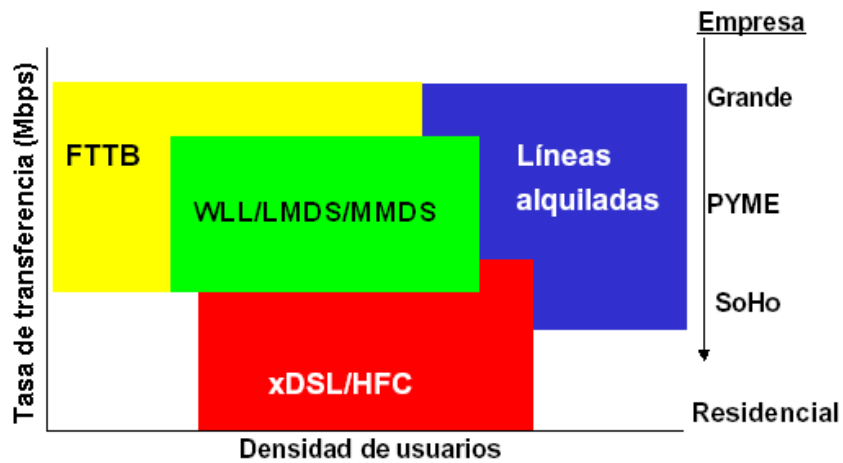 Empresa
Tasa de transferencia (Mbps)
Grande
FTTB
Líneas
alquiladas
WLL/LMDS/MMDS
PYME
SoHo
xDSL/HFC
Residencial
Densidad de usuarios